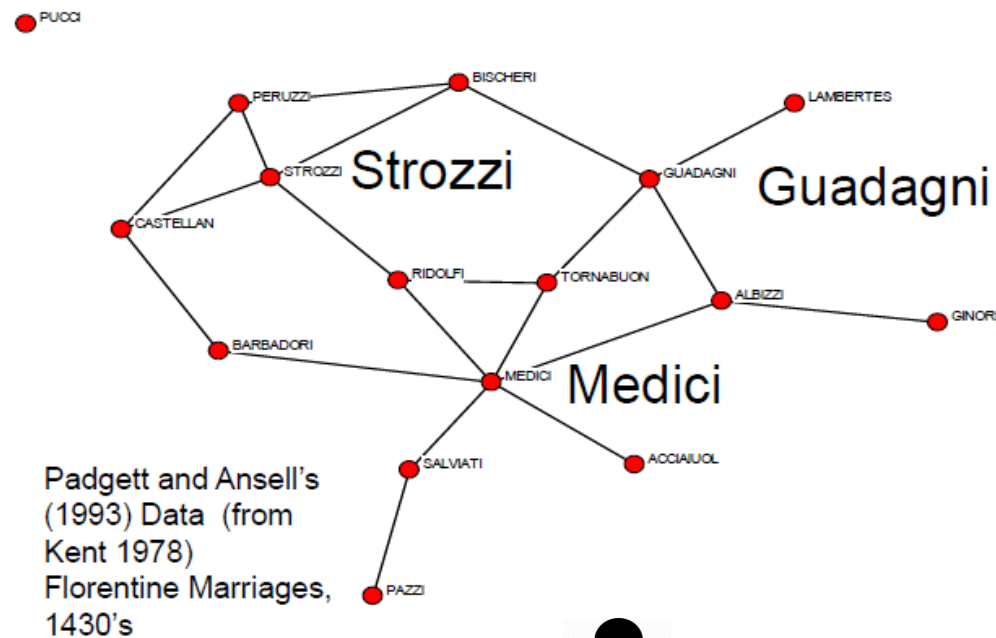 PUCCI
BISCHERI
PERUZZI
LAMBERTES
STROZZI
Strozzi
GUADAGNI
Guadagni
CASTELLAN
RIDOLFI
TORNABUON
ALBIZZI
GINORI
BARBADORI
MEDICI
Medici
SALVIATI
ACCIAIUOL
Padgett and Ansell's
(1993) Data (from
Kent 1978)
Florentine Marriages,
1430's
PAZZI